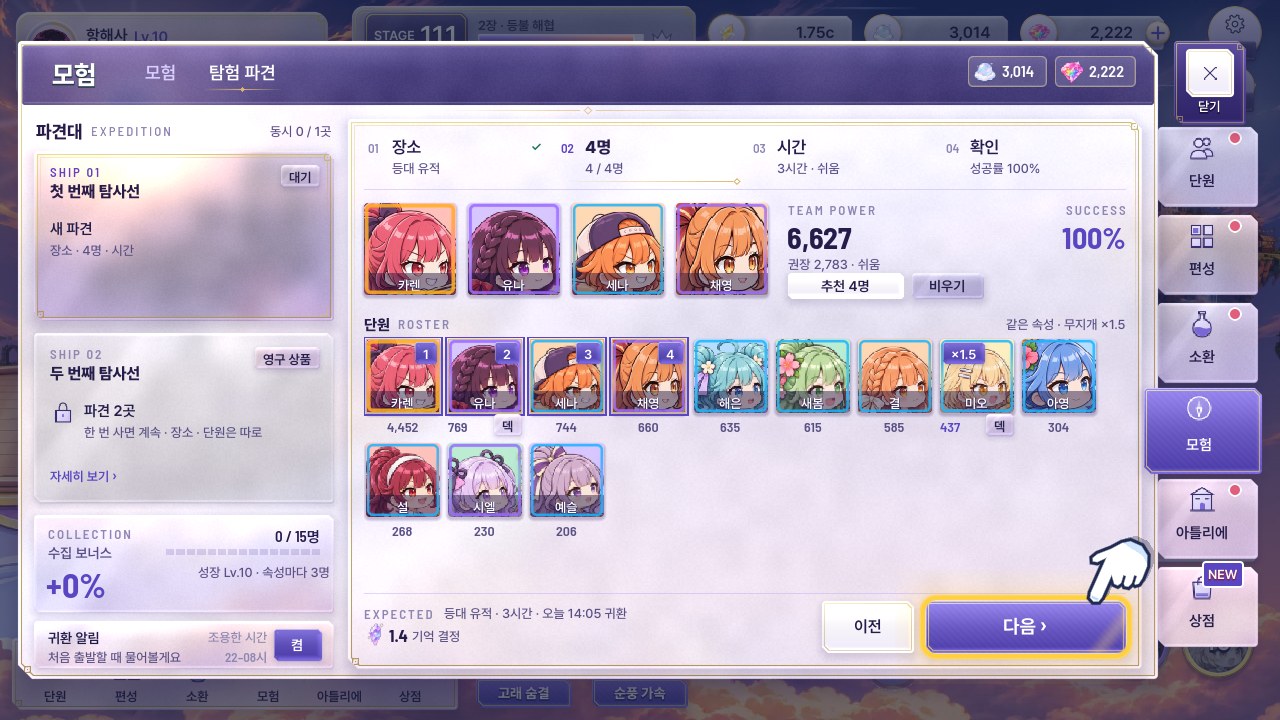 항해사 Lv.10
STAGE 111
2장 · 등불 해협
1.75c
3,014
2,222
모험
모험
탐험 파견
3,014
2,222
닫기
파견대 EXPEDITION
동시 0 / 1곳
SHIP 01
첫 번째 탐사선
대기
새 파견
장소 · 4명 · 시간
SHIP 02
두 번째 탐사선
영구 상품
파견 2곳
한 번 사면 계속 · 장소 · 단원은 따로
자세히 보기 ›
COLLECTION
수집 보너스
0 / 15명
+0%
성장 Lv.10 · 속성마다 3명
귀환 알림
처음 출발할 때 물어볼게요
조용한 시간
22–08시
켬
01 장소
등대 유적
02 4명
4 / 4명
03 시간
3시간 · 쉬움
04 확인
성공률 100%
카렌
유나
세나
채영
TEAM POWER
6,627
권장 2,783 · 쉬움
SUCCESS
100%
추천 4명
비우기
단원 ROSTER
같은 속성 · 무지개 ×1.5
1
카렌
4,452
2
유나
769
덱
3
세나
744
4
채영
660
해은
635
새봄
615
결
585
×1.5
미오
437
덱
아영
304
설
268
시엘
230
예슬
206
EXPECTED 등대 유적 · 3시간 · 오늘 14:05 귀환
1.4 기억 결정
이전
다음 ›
단원
편성
소환
모험
아틀리에
NEW
상점
단원
편성
소환
모험
아틀리에
상점
고래 숨결
순풍 가속